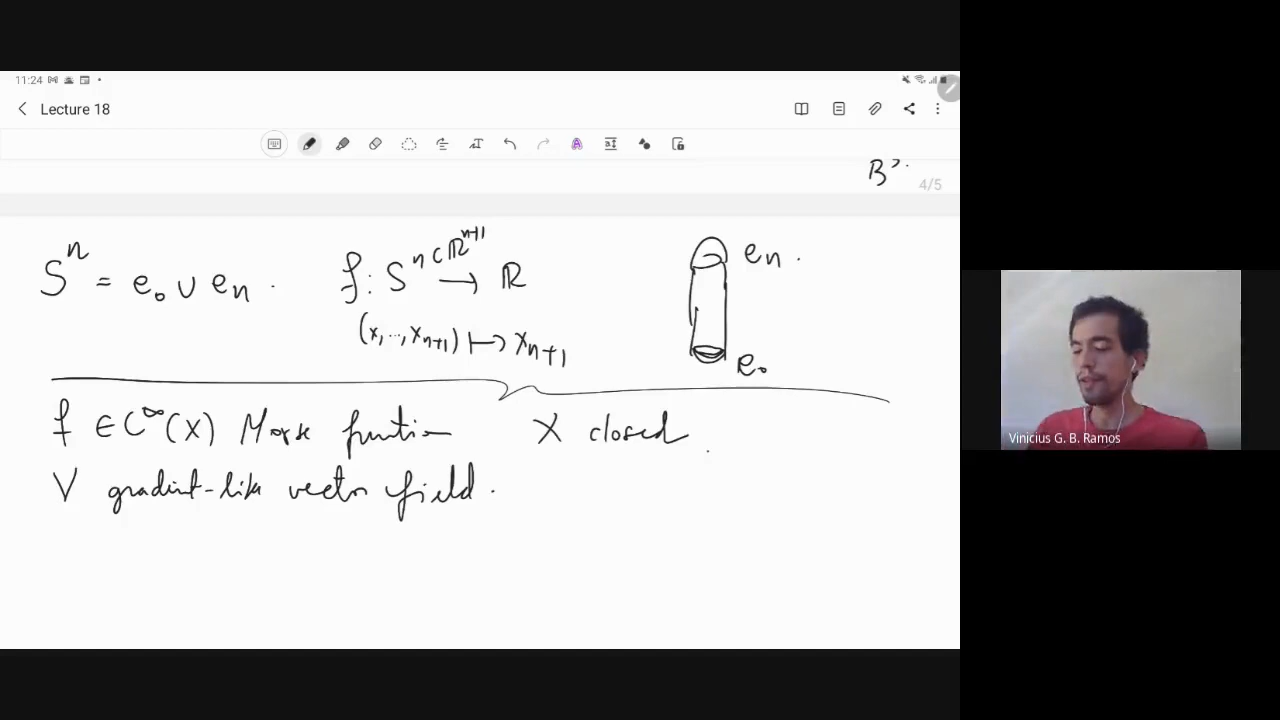 11:24
Lecture 18
B³.
4/5
Sⁿ = e₀ ∪ eₙ. f: Sⁿ ⊂ ℝⁿ⁺¹ → ℝ eₙ.
(x,…,xₙ₊₁) ↦ xₙ₊₁ e₀
f ∈ C^∞(X) Morse function X closed.
V gradient-like vector field.
Vinicius G. B. Ramos